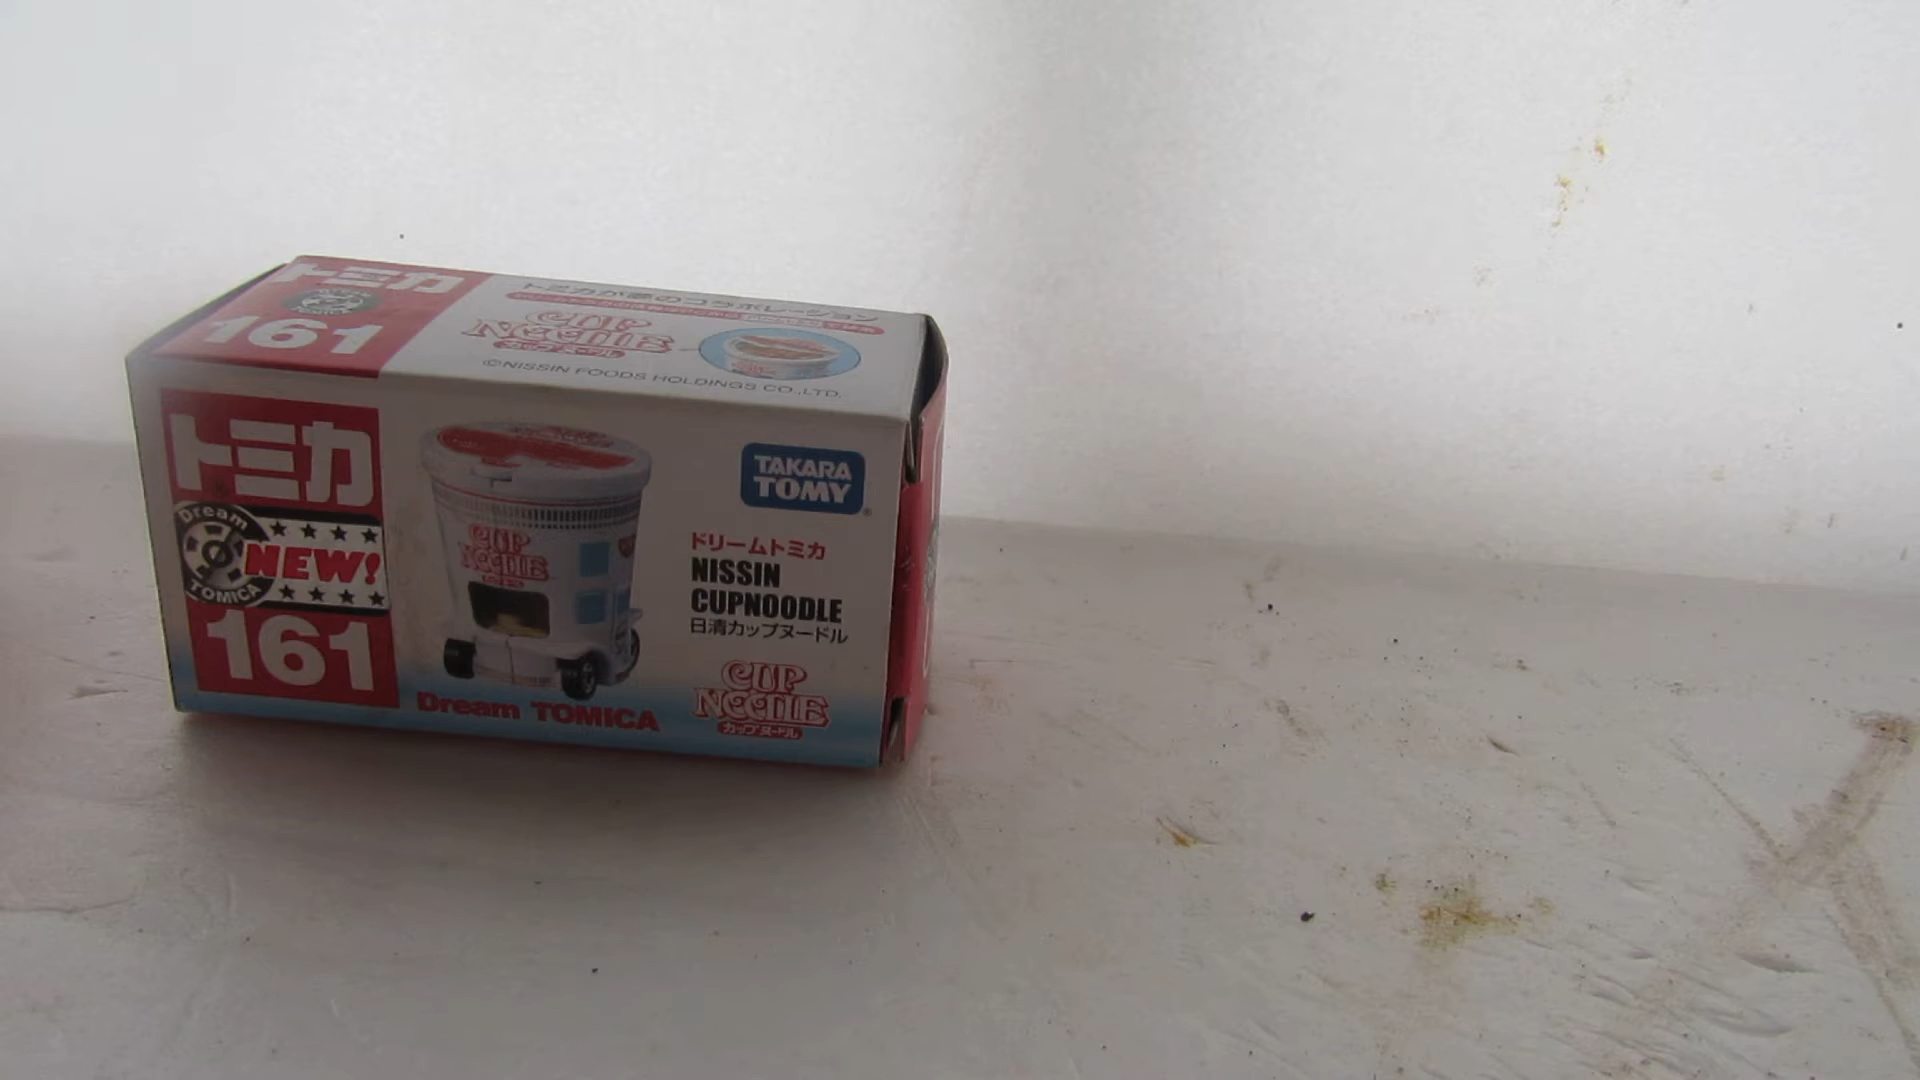 トミカ
161
トミカが夢のコラボレーション
CUP
NOODLE
カップヌードル
©NISSIN FOODS HOLDINGS CO.,LTD.
トミカ
Dream
TOMICA
NEW!
161
CUP
NOODLE
Dream TOMICA
TAKARA
TOMY
ドリームトミカ
NISSIN
CUPNOODLE
日清カップヌードル
CUP
NOODLE
カップヌードル